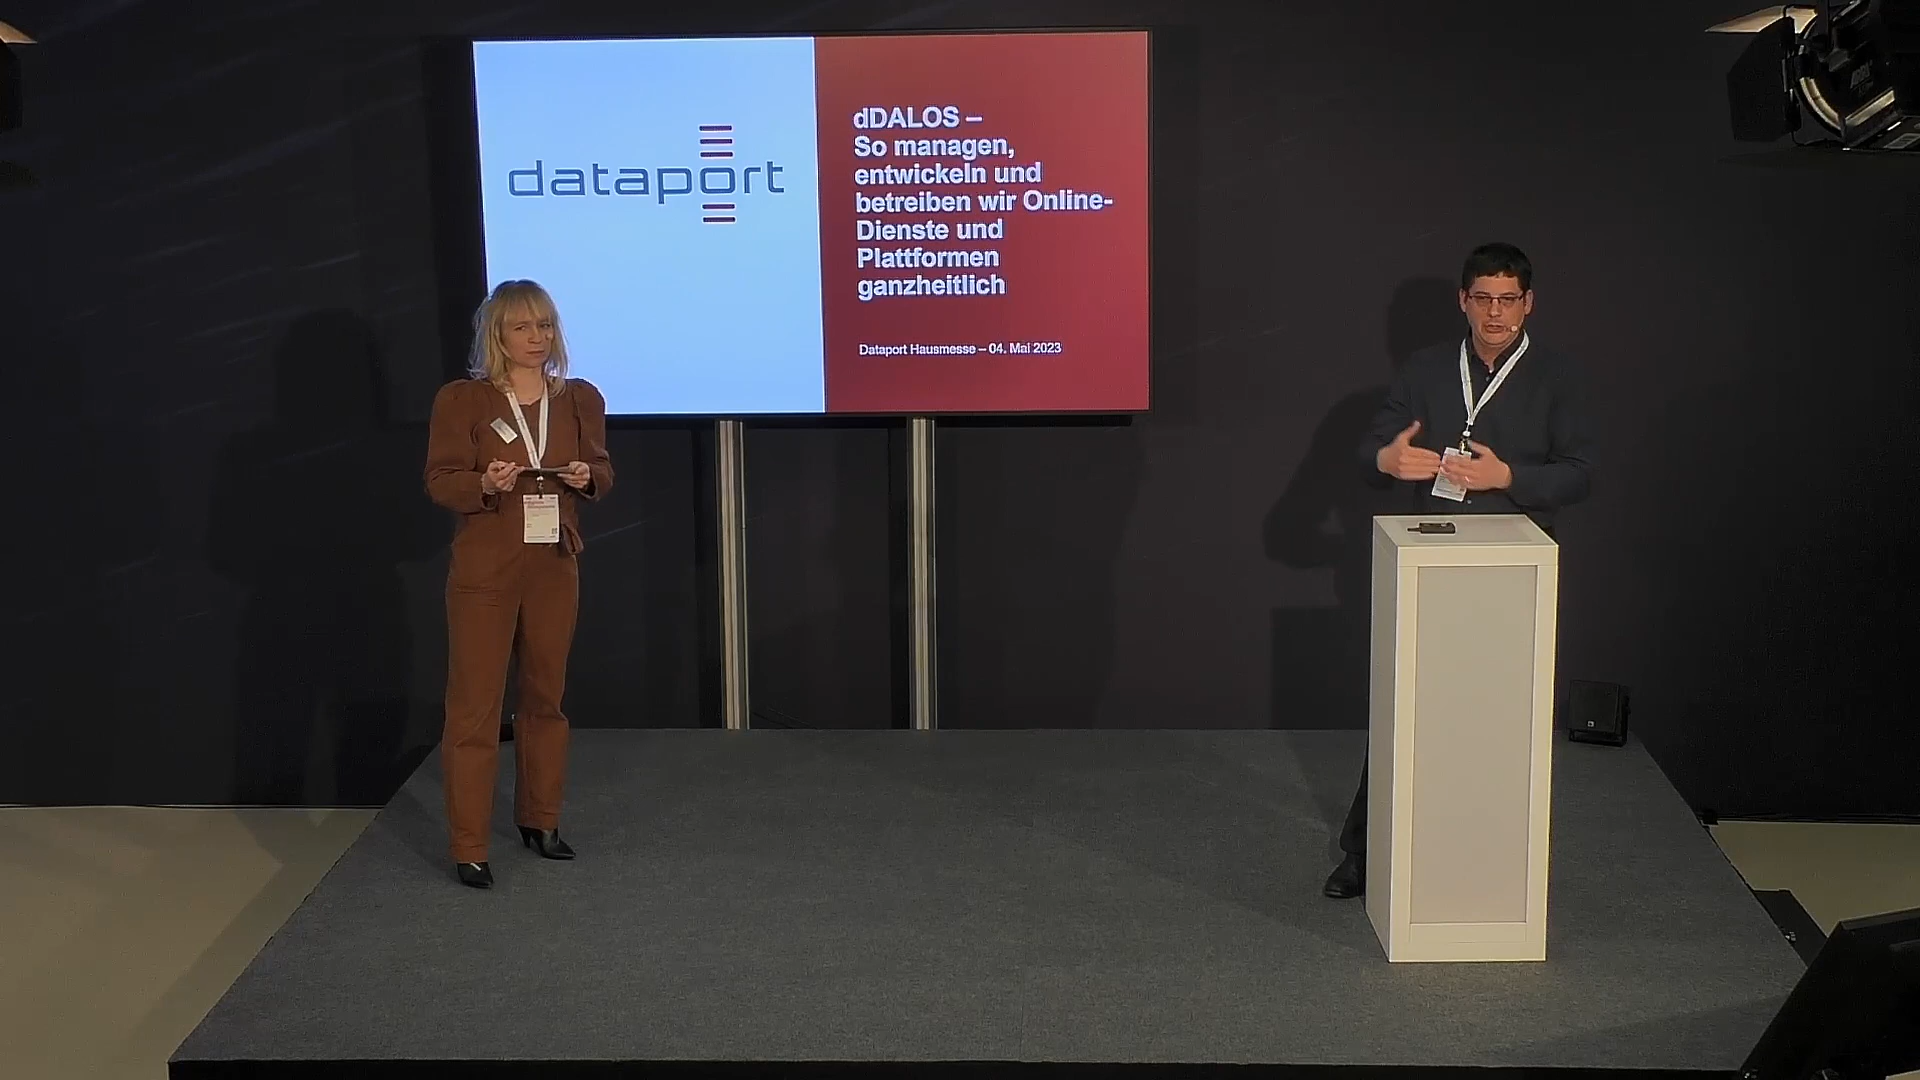 dataport
dDALOS –
So managen,
entwickeln und
betreiben wir Online-
Dienste und
Plattformen
ganzheitlich
Dataport Hausmesse – 04. Mai 2023